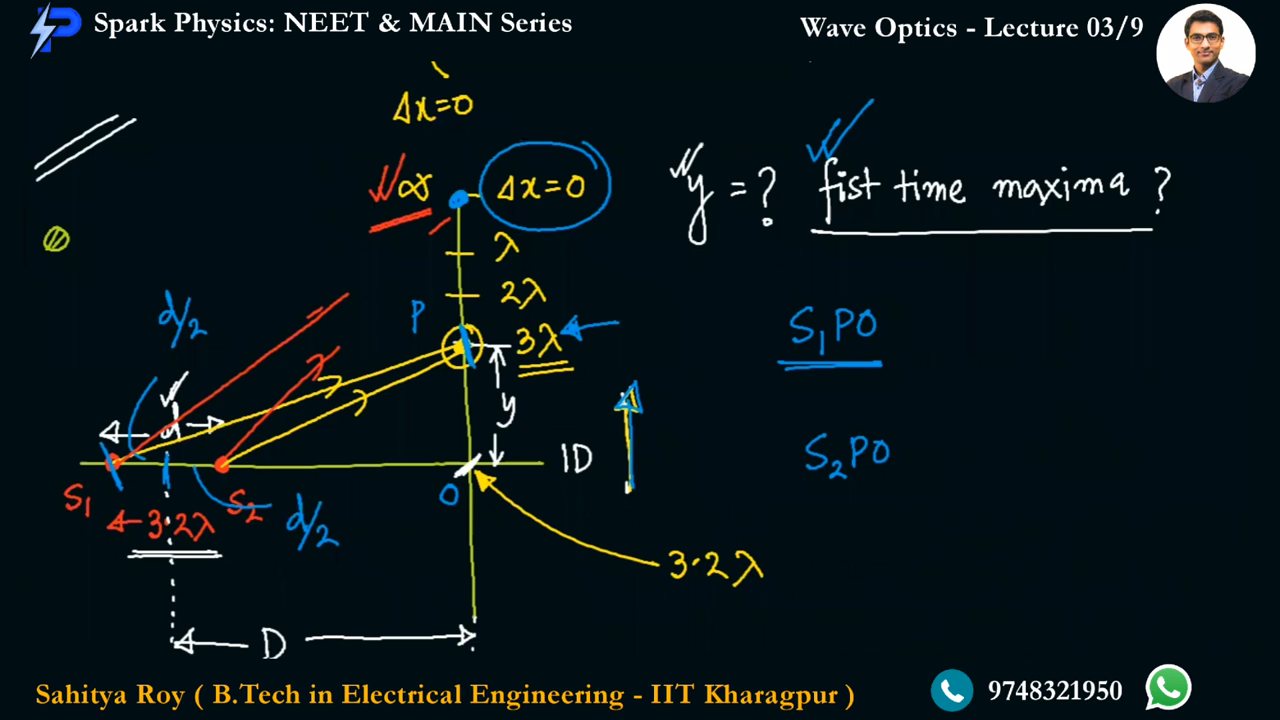 Spark Physics: NEET & MAIN Series
Wave Optics - Lecture 03/9
Δx=0
∞
Δx=0
y = ? fist time maxima ?
λ
2λ
P
3λ
d/2
S₁PO
y
d
S₂PO
1D
S₁
S₂
O
3.2λ
d/2
3.2λ
D
Sahitya Roy ( B.Tech in Electrical Engineering - IIT Kharagpur )
9748321950